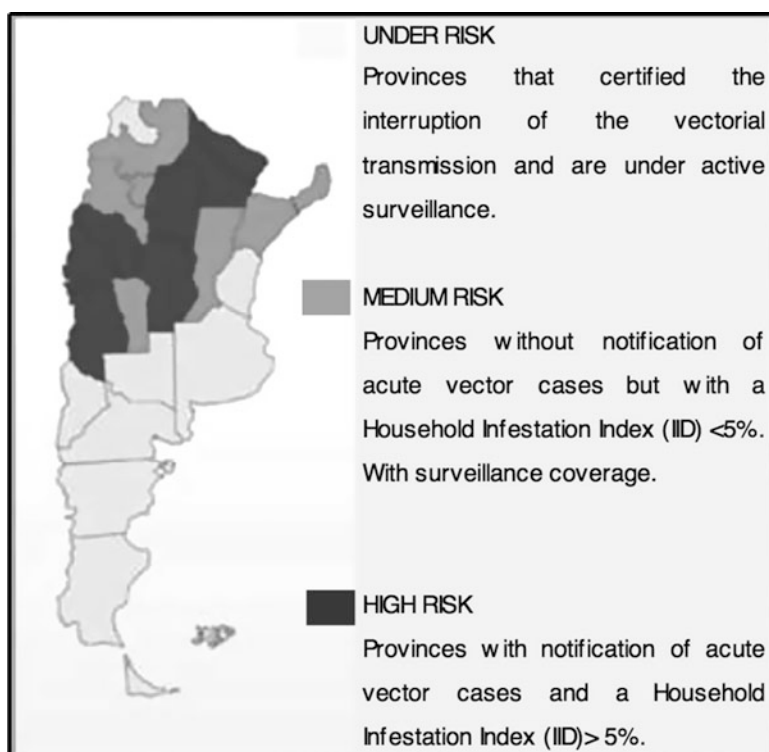 UNDER RISK
Provinces that certified the
interruption of the vectorial
transmission and are under active
surveillance.
MEDIUM RISK
Provinces without notification of
acute vector cases but with a
Household Infestation Index (IID) <5%.
With surveillance coverage.
HIGH RISK
Provinces with notification of acute
vector cases and a Household
Infestation Index (IID)> 5%.